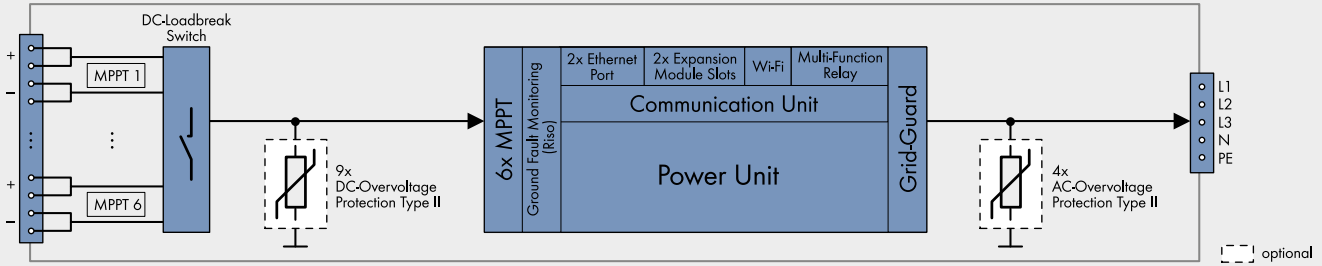 DC-Loadbreak
Switch
+
MPPT 1
–
...
...
+
MPPT 6
–
9x
DC-Overvoltage
Protection Type II
6x MPPT
Ground Fault Monitoring
(Riso)
2x Ethernet
Port
2x Expansion
Module Slots
Wi-Fi
Multi-Function
Relay
Communication Unit
Power Unit
Grid-Guard
4x
AC-Overvoltage
Protection Type II
L1
L2
L3
N
PE
optional